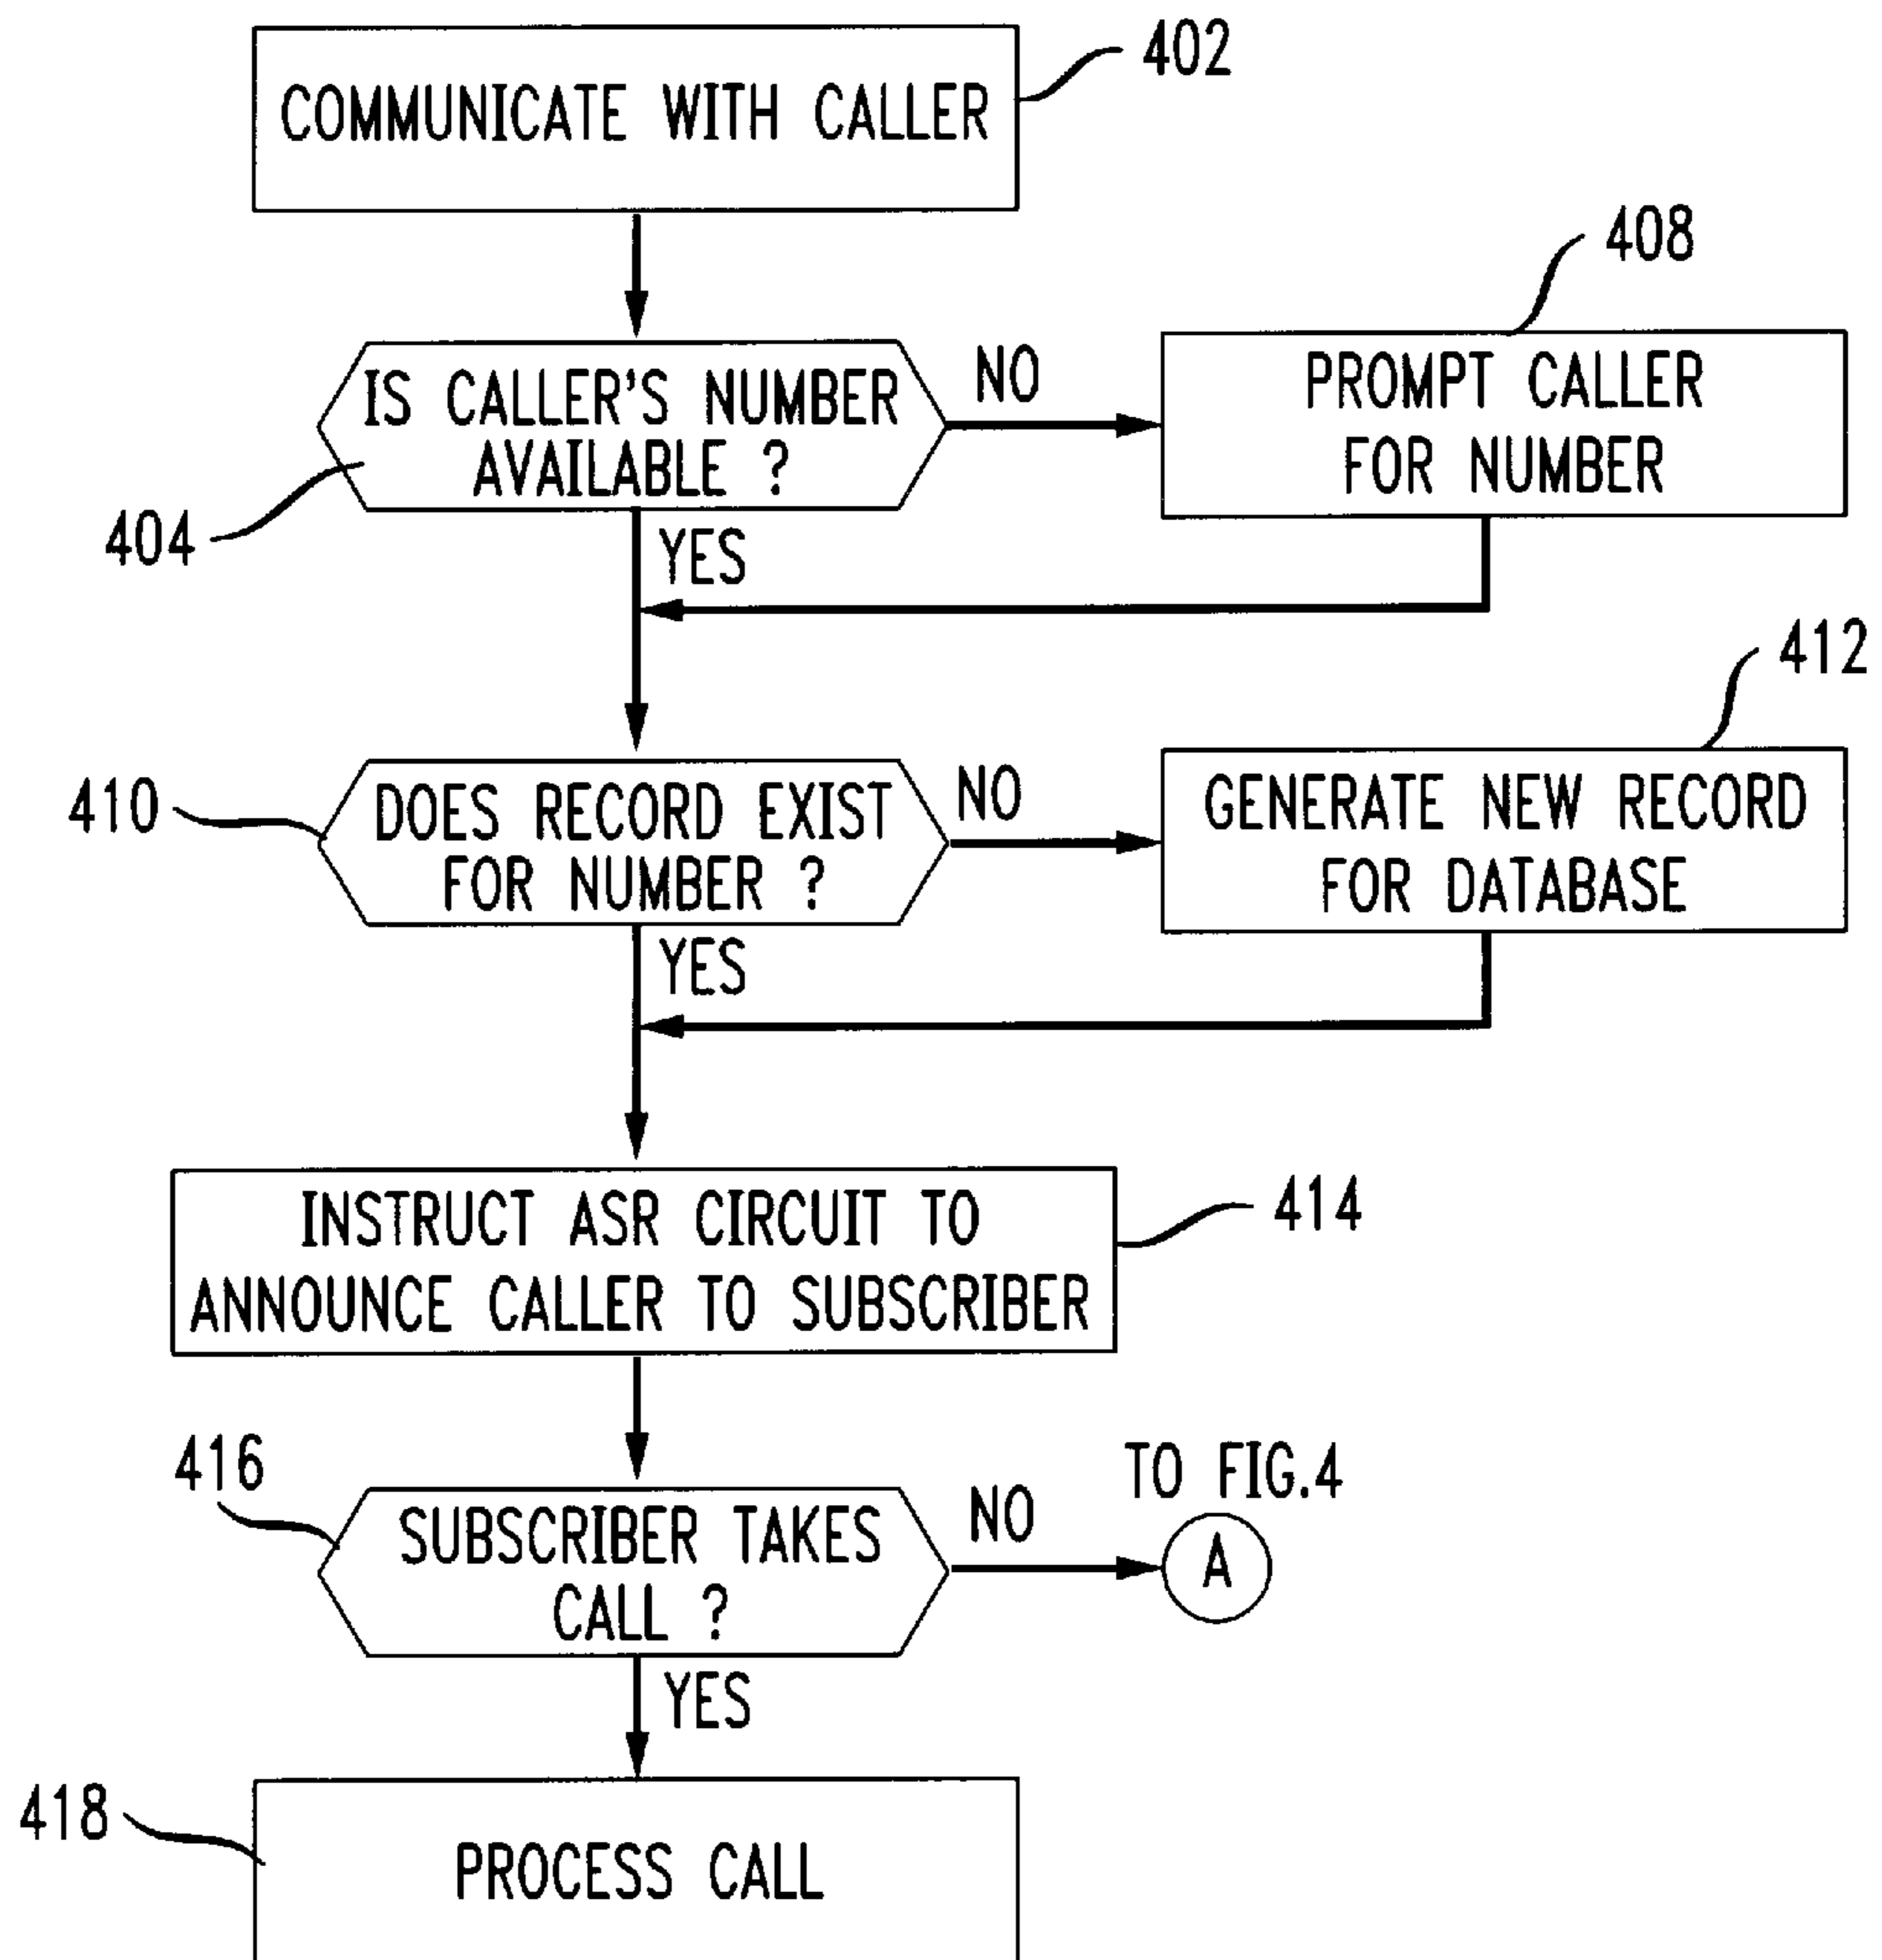 COMMUNICATE WITH CALLER
402
408
IS CALLER'S NUMBER
AVAILABLE ?
NO
PROMPT CALLER
FOR NUMBER
404
YES
412
410
DOES RECORD EXIST
FOR NUMBER ?
NO
GENERATE NEW RECORD
FOR DATABASE
YES
INSTRUCT ASR CIRCUIT TO
ANNOUNCE CALLER TO SUBSCRIBER
414
416
SUBSCRIBER TAKES
CALL ?
NO
TO FIG.4
A
YES
418
PROCESS CALL